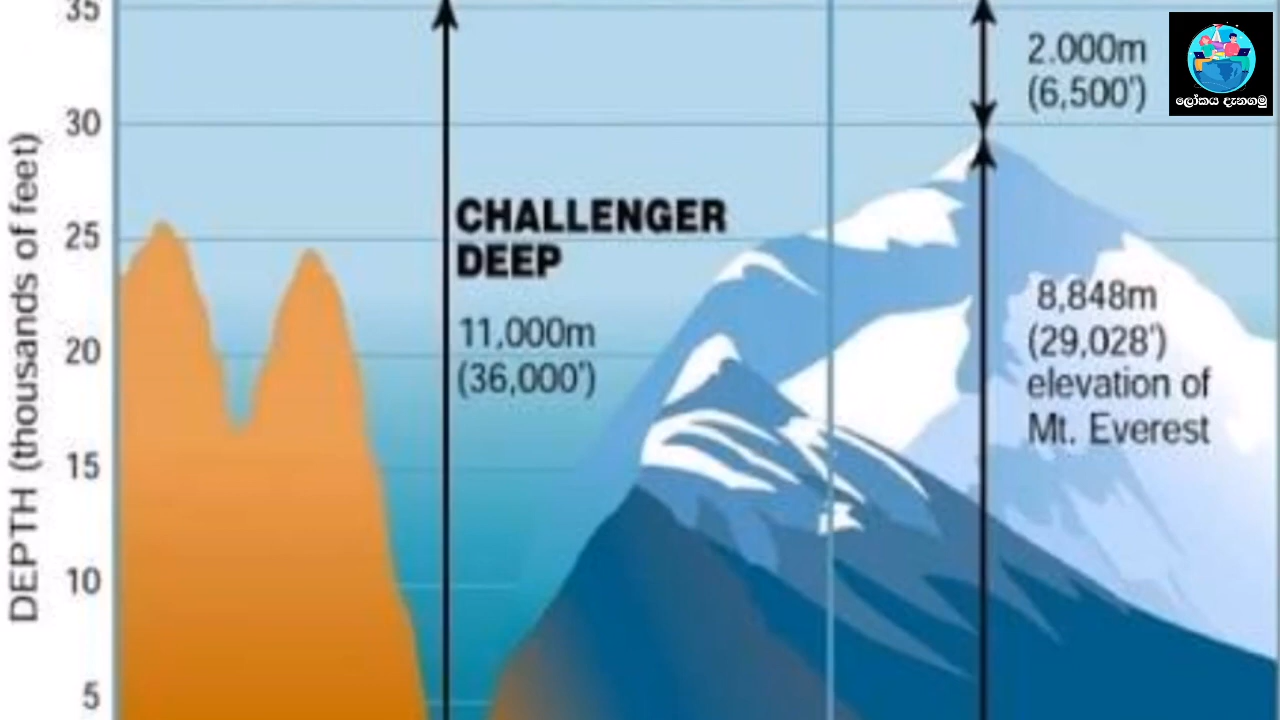 35
30
25
20
15
10
5
DEPTH (thousands of feet)
CHALLENGER
DEEP
11,000m
(36,000')
2.000m
(6,500')
8,848m
(29,028')
elevation of
Mt. Everest
ලෝකය දැනගමු